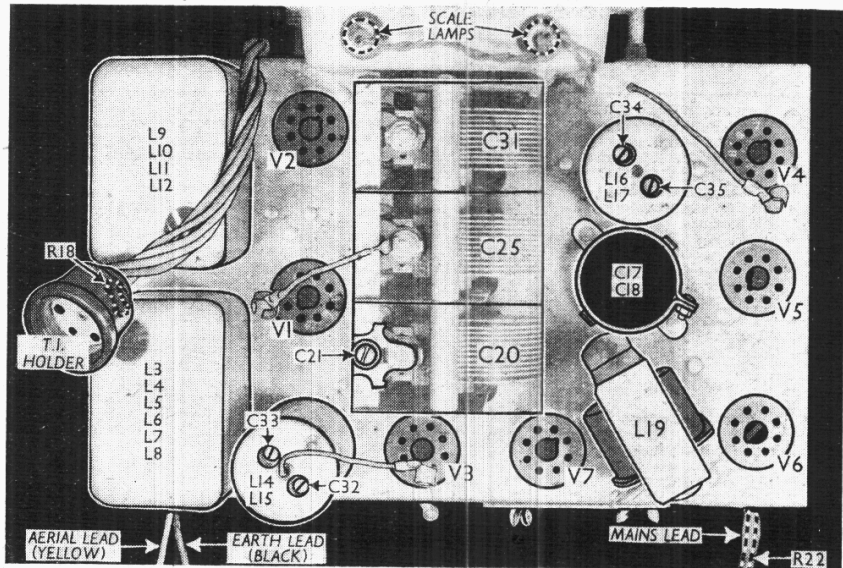 SCALE
LAMPS
L9
L10
L11
L12
V2
C31
C34
L16
L17
C35
V4
R18
C25
C17
C18
V5
T.I.
HOLDER
V1
C21
C20
L3
L4
L5
L6
L7
L8
C33
L14
L15
C32
V3
V7
L19
V6
AERIAL LEAD
(YELLOW)
EARTH LEAD
(BLACK)
MAINS LEAD
R22